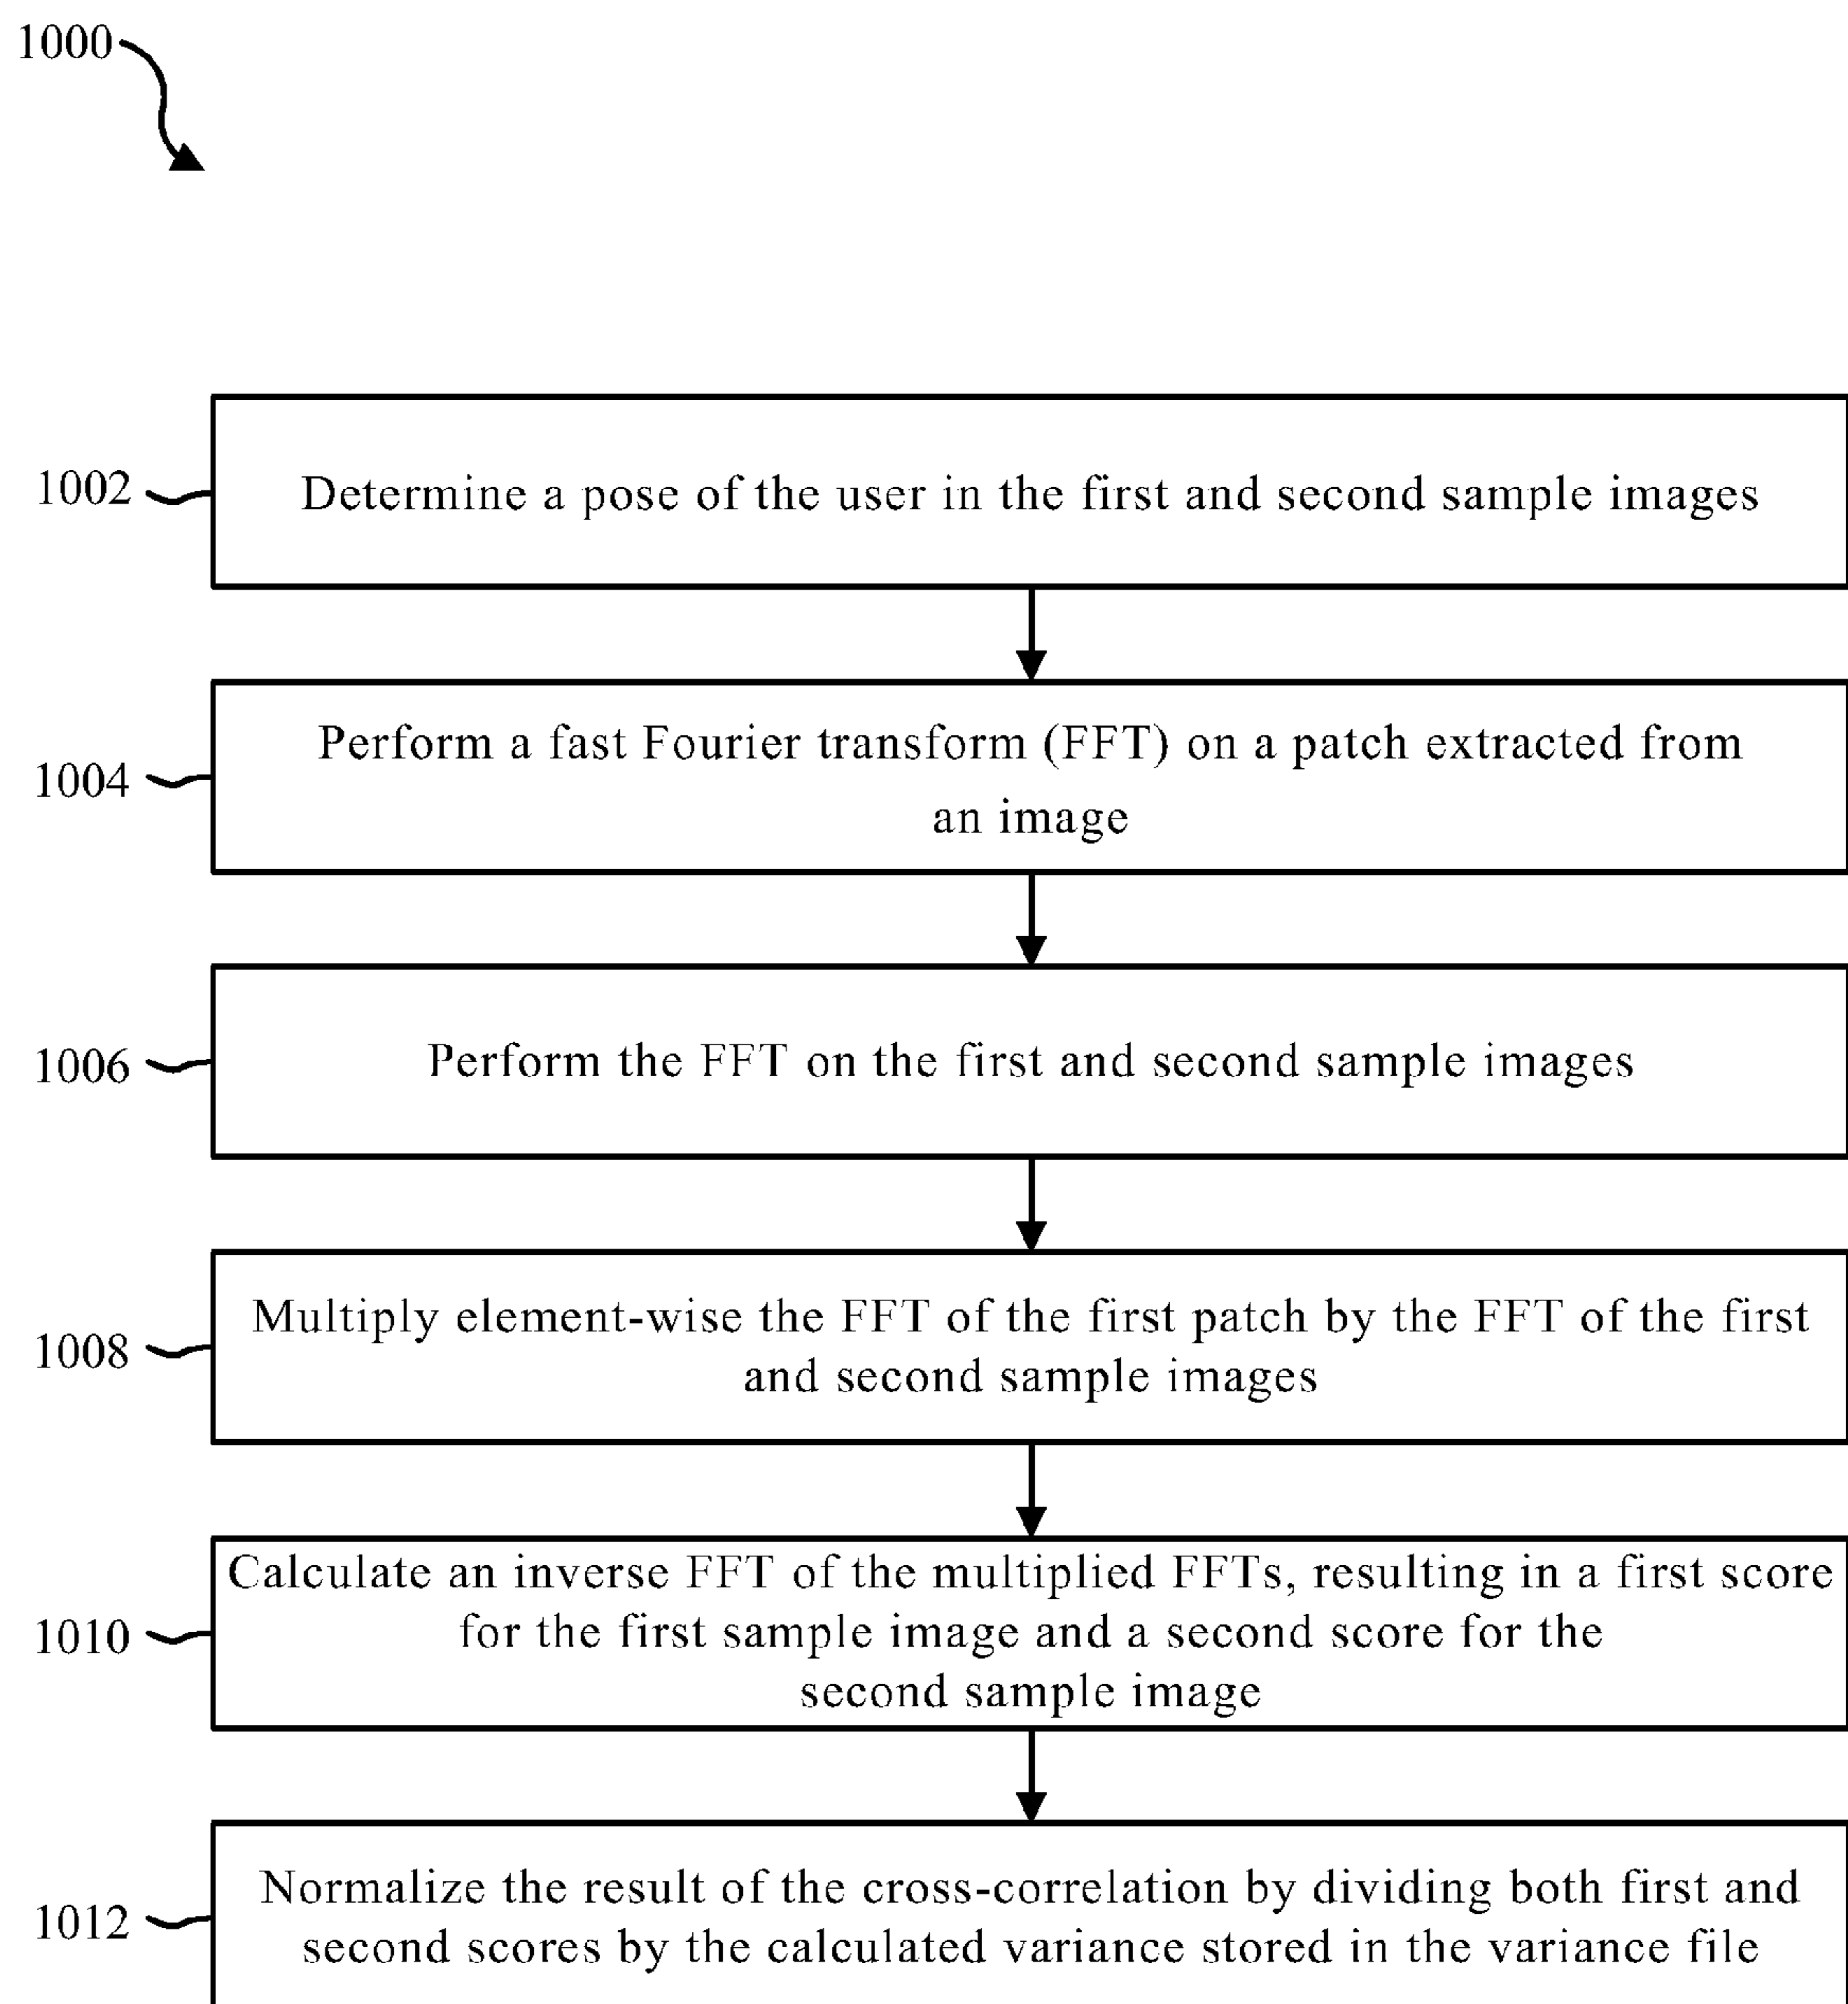 1000
1002
Determine a pose of the user in the first and second sample images
1004
Perform a fast Fourier transform (FFT) on a patch extracted from
an image
1006
Perform the FFT on the first and second sample images
1008
Multiply element-wise the FFT of the first patch by the FFT of the first
and second sample images
1010
Calculate an inverse FFT of the multiplied FFTs, resulting in a first score
for the first sample image and a second score for the
second sample image
1012
Normalize the result of the cross-correlation by dividing both first and
second scores by the calculated variance stored in the variance file